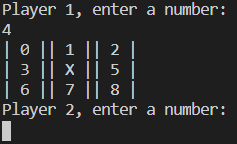 Player 1, enter a number:
4
| 0 || 1 || 2 |
| 3 || X || 5 |
| 6 || 7 || 8 |
Player 2, enter a number: